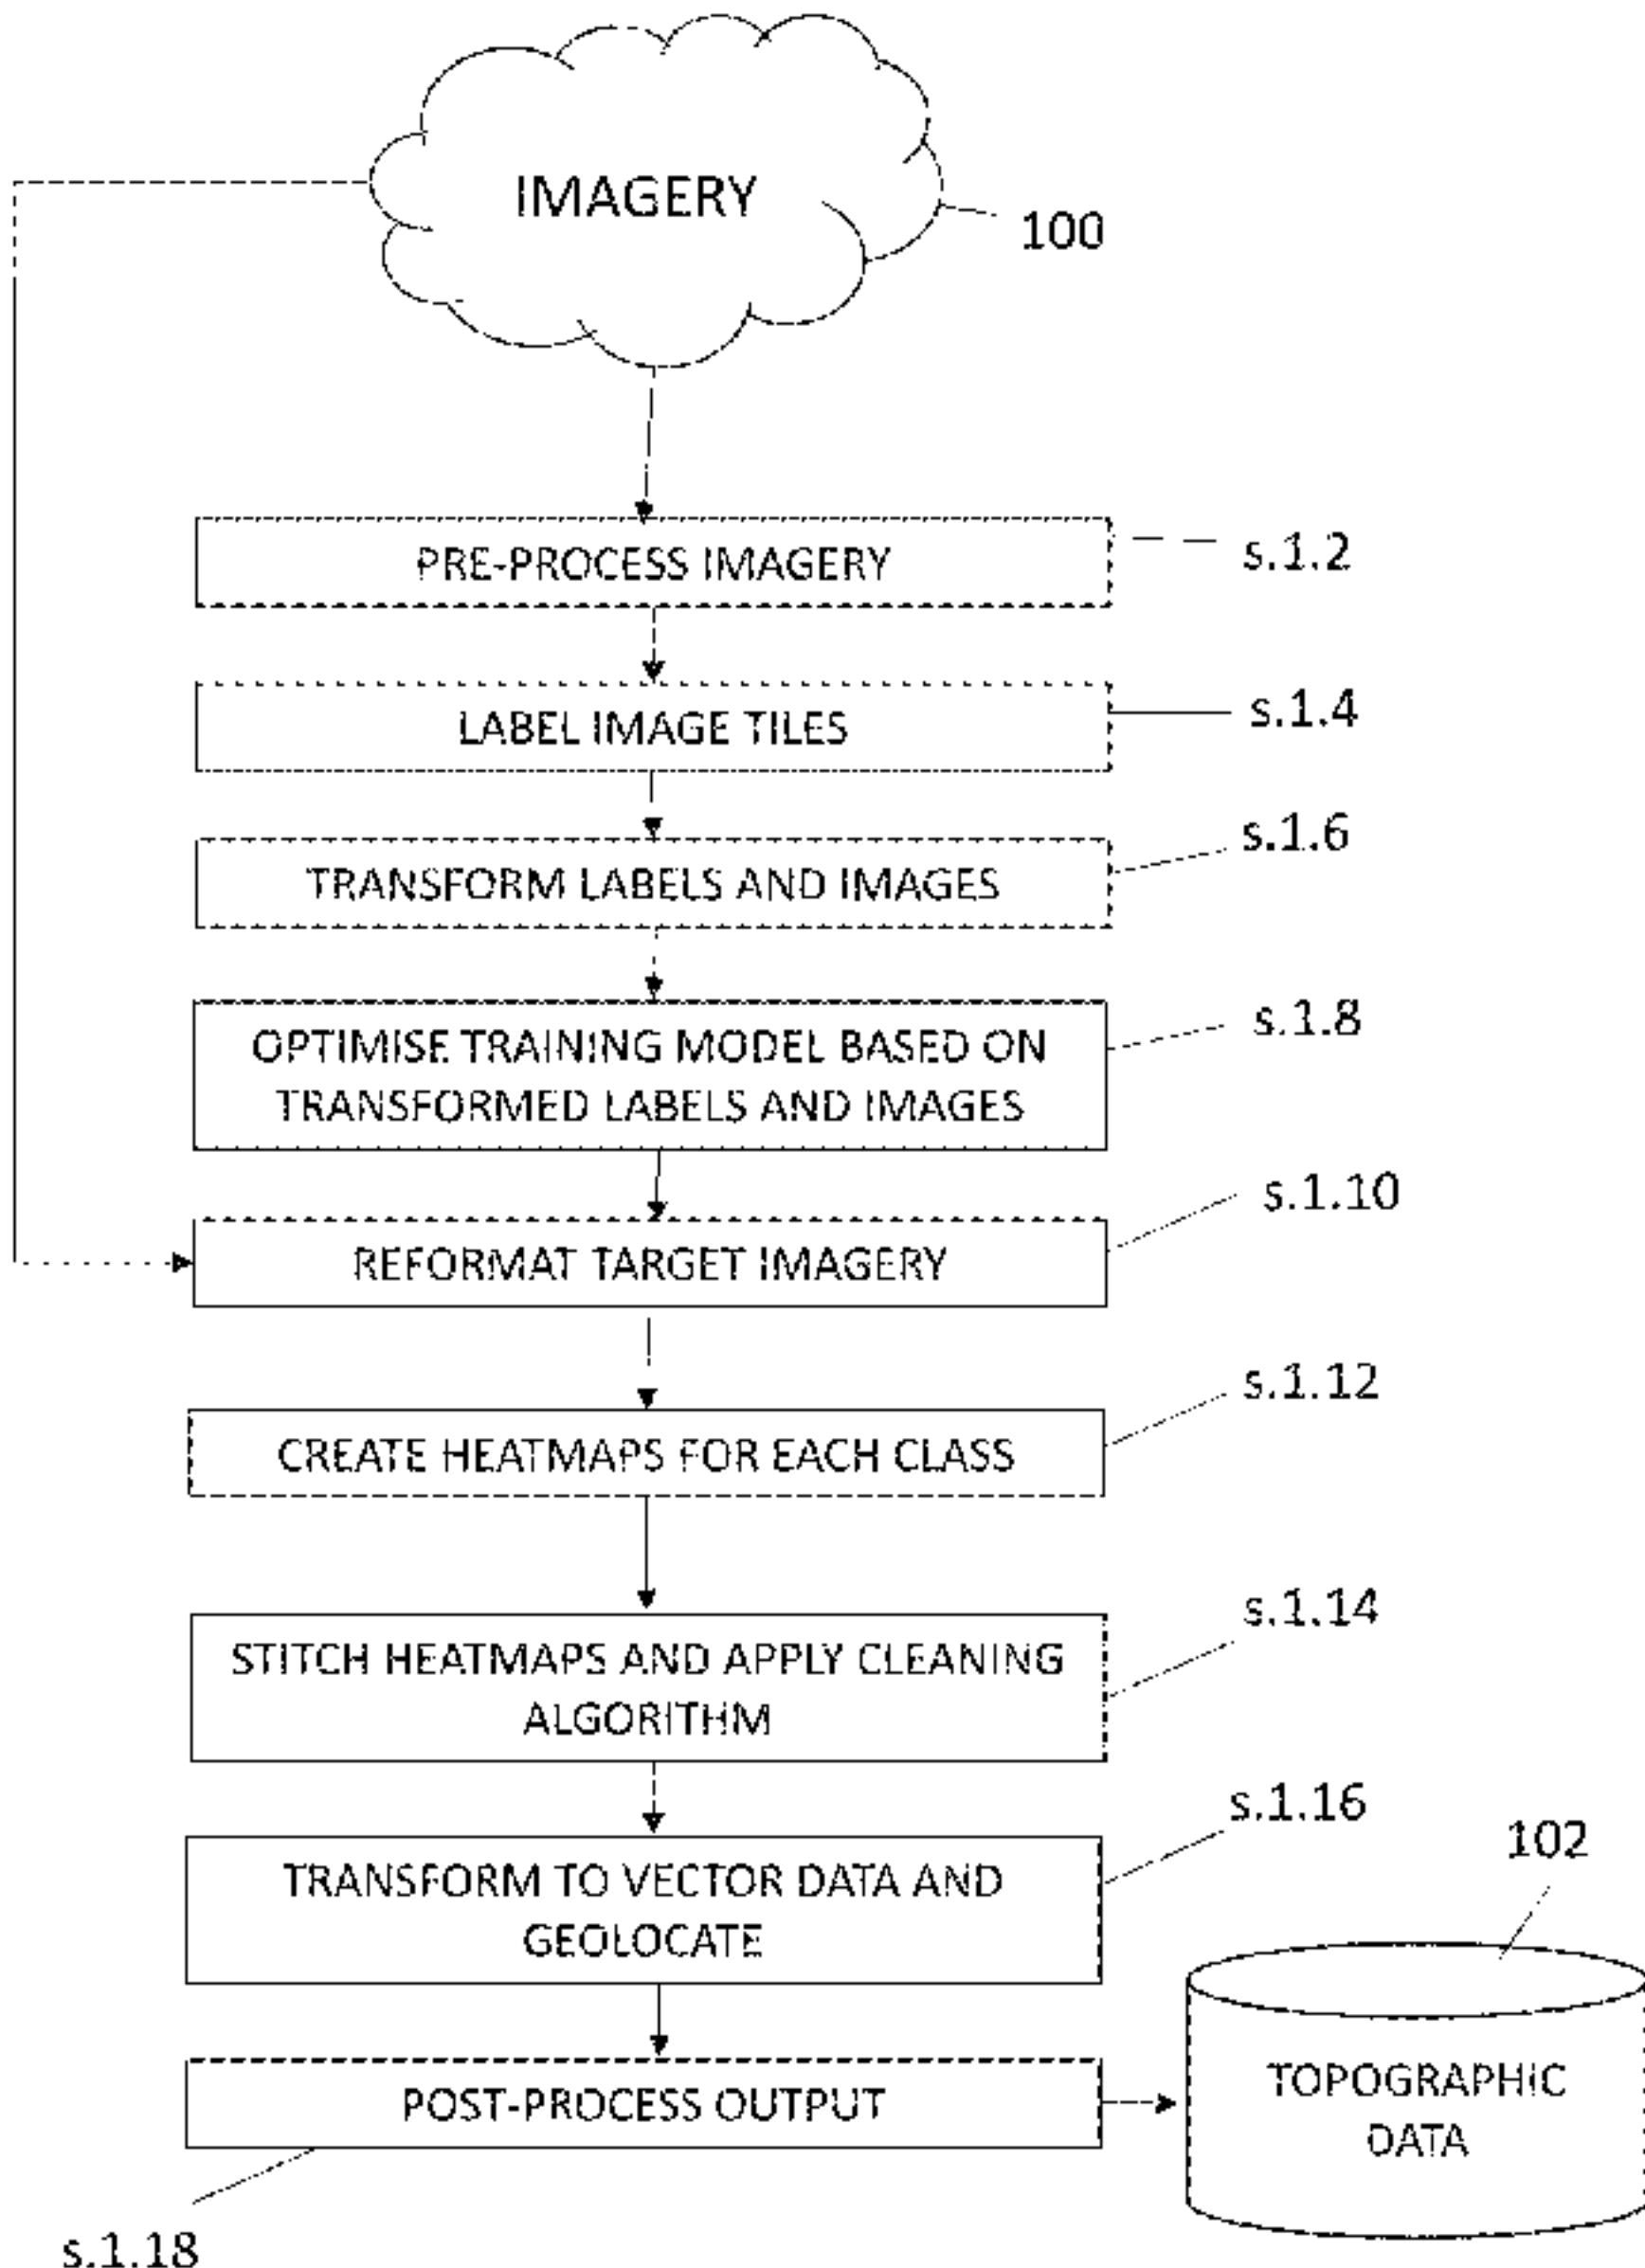 IMAGERY
100
PRE-PROCESS IMAGERY
s.1.2
LABEL IMAGE TILES
s.1.4
TRANSFORM LABELS AND IMAGES
s.1.6
OPTIMISE TRAINING MODEL BASED ON
TRANSFORMED LABELS AND IMAGES
s.1.8
REFORMAT TARGET IMAGERY
s.1.10
CREATE HEATMAPS FOR EACH CLASS
s.1.12
STITCH HEATMAPS AND APPLY CLEANING
ALGORITHM
s.1.14
TRANSFORM TO VECTOR DATA AND
GEOLOCATE
s.1.16
102
POST-PROCESS OUTPUT
s.1.18
TOPOGRAPHIC
DATA